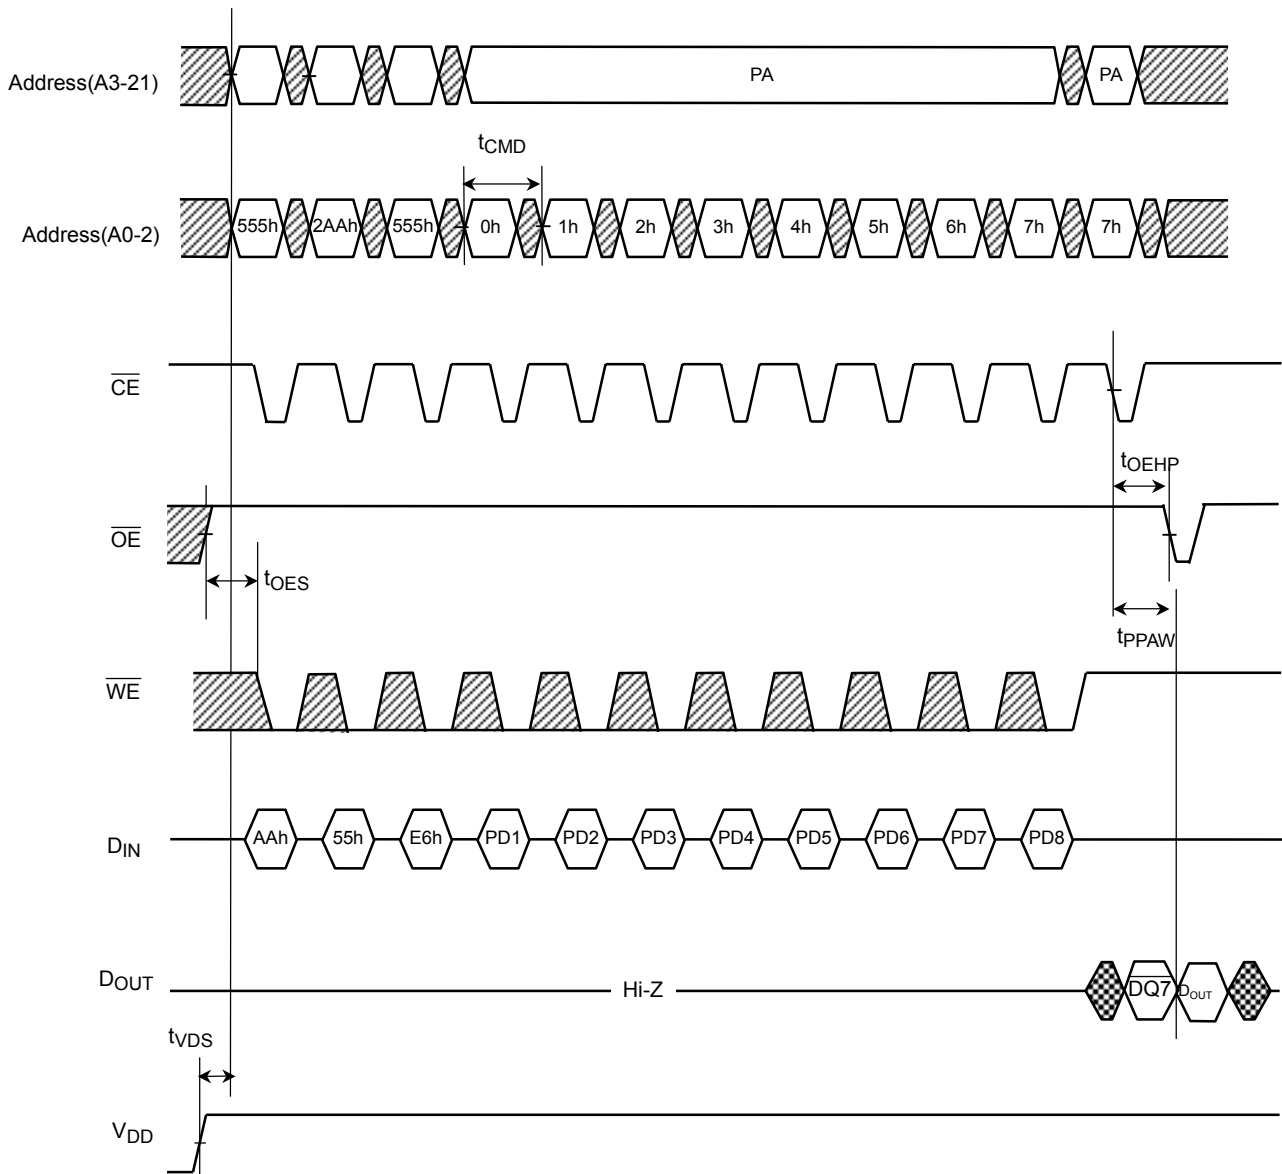 Address(A3-21) PA PA
tCMD
Address(A0-2) 555h 2AAh 555h 0h 1h 2h 3h 4h 5h 6h 7h 7h
CE
tOEHP
OE
tOES
tPPAW
WE
DIN AAh 55h E6h PD1 PD2 PD3 PD4 PD5 PD6 PD7 PD8
DOUT Hi-Z DQ7 DOUT
tVDS
VDD